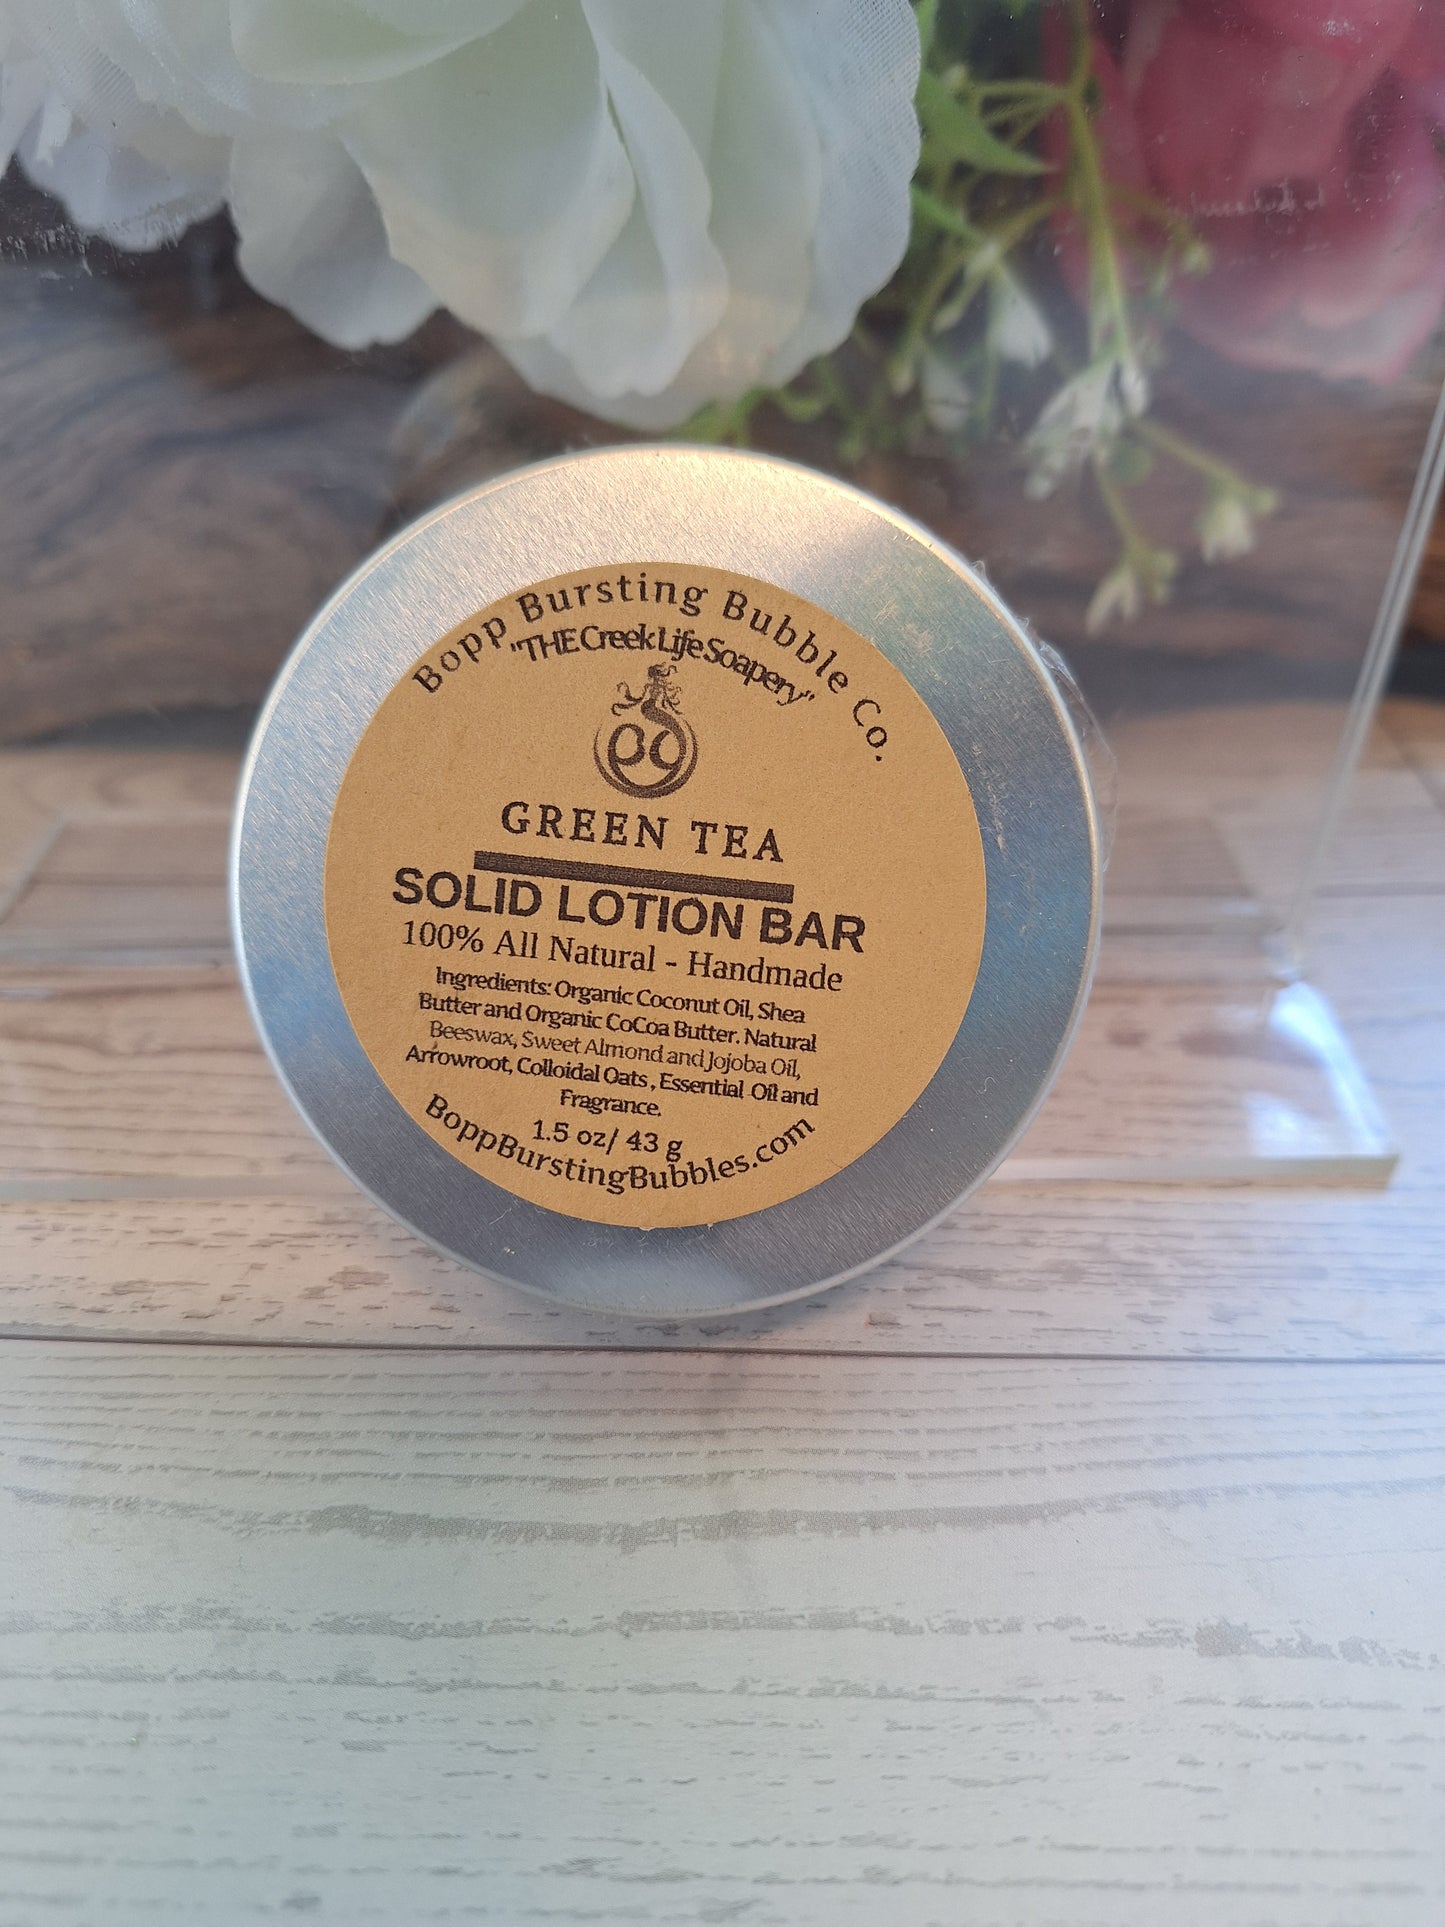 Bopp Bursting Bubble Co.
"THE Creek Life Soapery"
GREEN TEA
SOLID LOTION BAR
100% All Natural - Handmade
Ingredients: Organic Coconut Oil, Shea
Butter and Organic CoCoa Butter. Natural
Beeswax, Sweet Almond and Jojoba Oil,
Arrowroot, Colloidal Oats , Essential Oil and
Fragrance.
1.5 oz/ 43 g
BoppBurstingBubbles.com